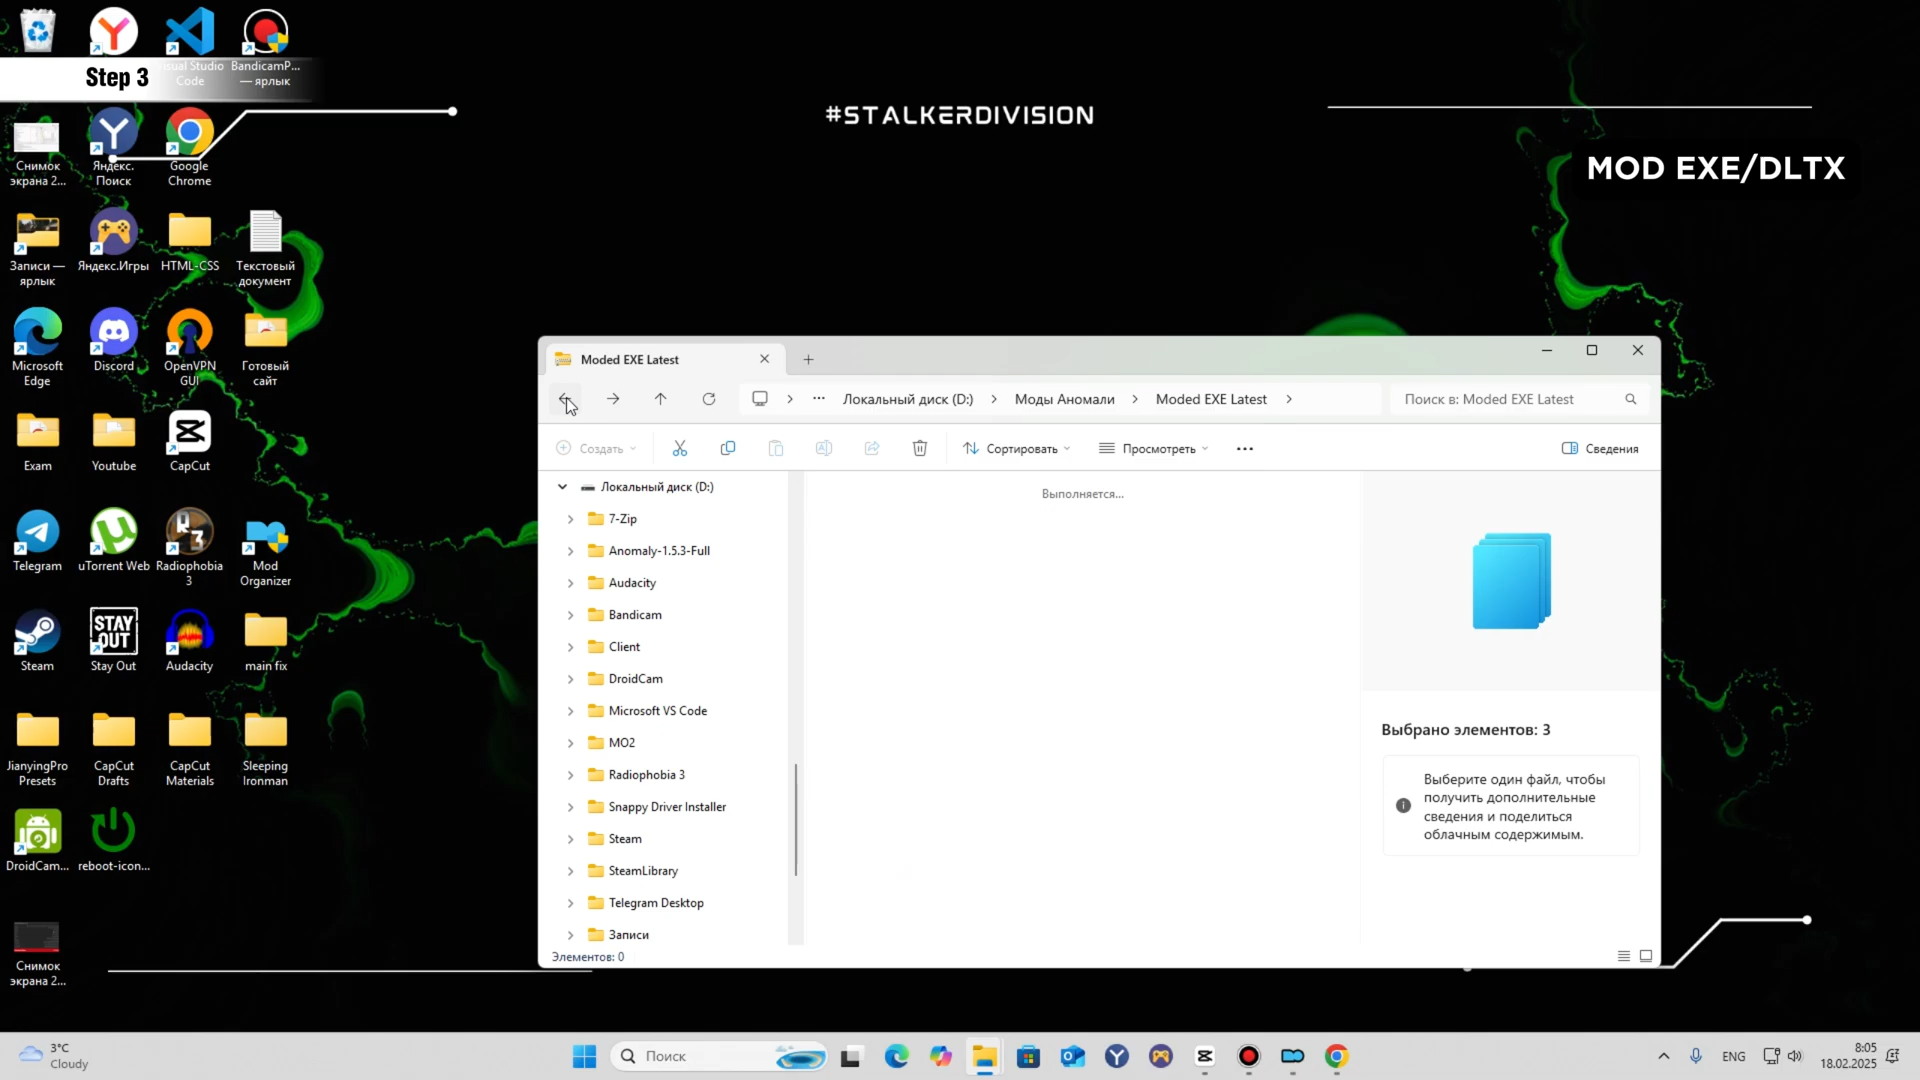 Step 3
Visual Studio
Code
BandicamP...
— ярлык
#STALKERDIVISION
MOD EXE/DLTX
Снимок
экрана 2...
Яндекс.
Поиск
Google
Chrome
Записи —
ярлык
Яндекс.Игры
HTML-CSS
Текстовый
документ
Microsoft
Edge
Discord
OpenVPN
GUI
Готовый
сайт
Exam
Youtube
CapCut
Telegram
uTorrent Web
Radiophobia
3
Mod
Organizer
Steam
STAY
OUT
Stay Out
Audacity
main fix
JianyingPro
Presets
CapCut
Drafts
CapCut
Materials
Sleeping
Ironman
DroidCam...
reboot-icon...
Снимок
экрана 2...
Moded EXE Latest
Локальный диск (D:)
Моды Аномали
Moded EXE Latest
Поиск в: Moded EXE Latest
Создать
Сортировать
Просмотреть
Сведения
Локальный диск (D:)
7-Zip
Anomaly-1.5.3-Full
Audacity
Bandicam
Client
DroidCam
Microsoft VS Code
MO2
Radiophobia 3
Snappy Driver Installer
Steam
SteamLibrary
Telegram Desktop
Записи
Выполняется...
Выбрано элементов: 3
Выберите один файл, чтобы
получить дополнительные
сведения и поделиться
облачным содержимым.
Элементов: 0
3°C
Cloudy
Поиск
ENG
8:05
18.02.2025